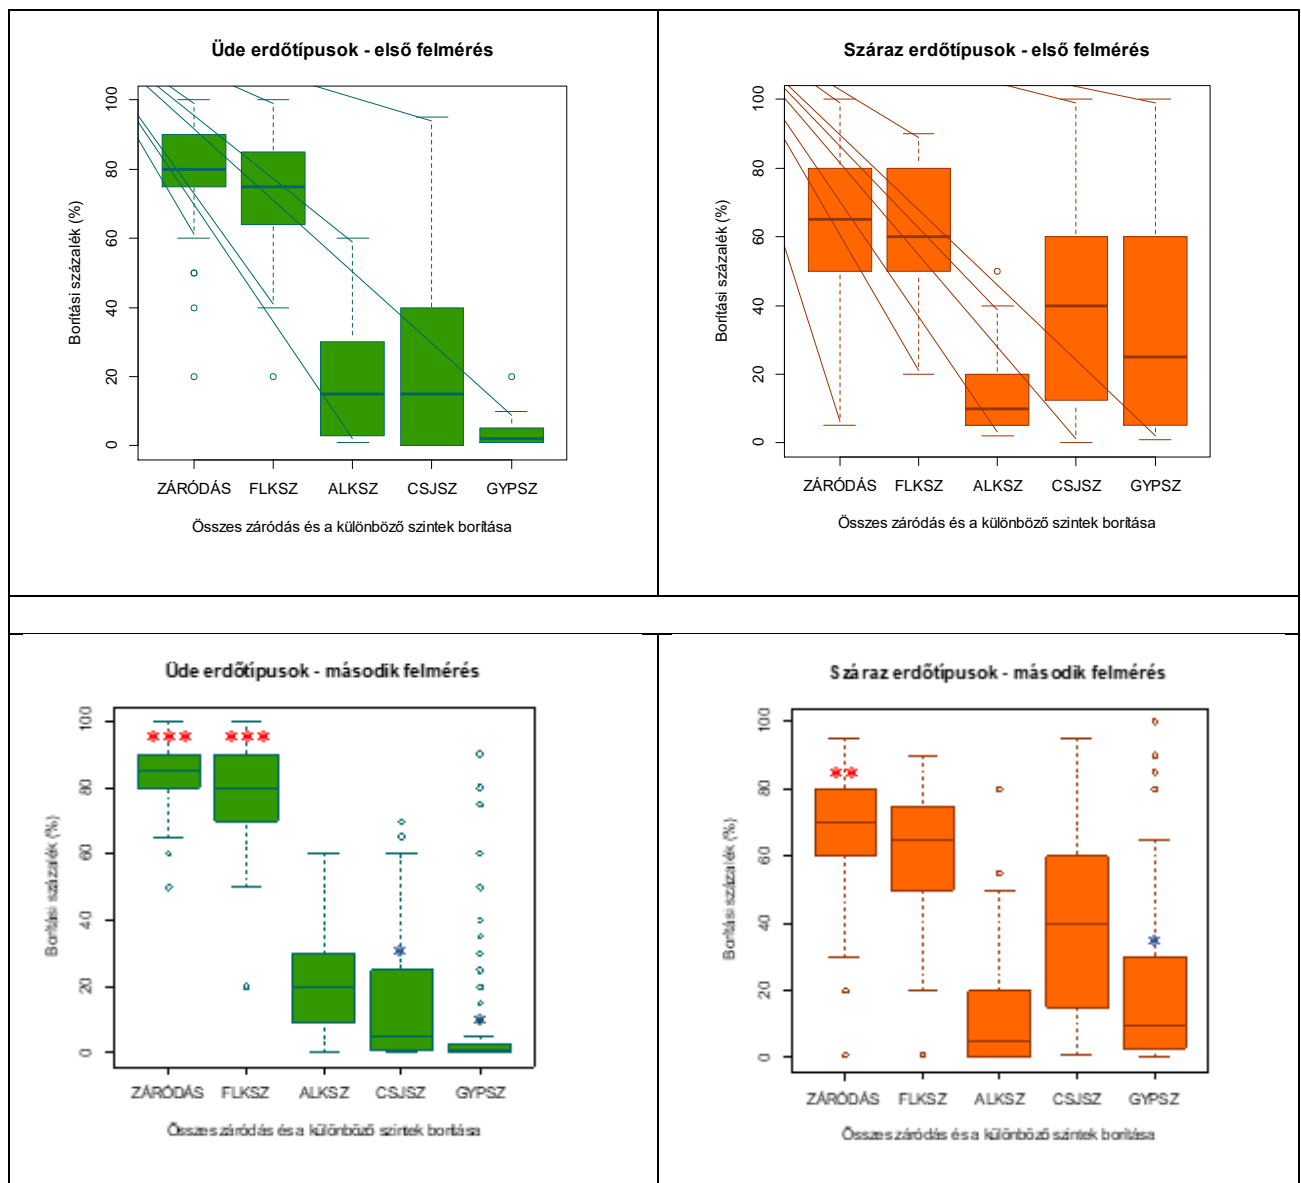 Üde erdőtípusok - első felmérés
Borítási százalék (%)
100
80
60
40
20
0
ZÁRÓDÁS FLKSZ ALKSZ CSJSZ GYPSZ
Összes záródás és a különböző szintek borítása
Száraz erdőtípusok - első felmérés
Borítási százalék (%)
100
80
60
40
20
0
ZÁRÓDÁS FLKSZ ALKSZ CSJSZ GYPSZ
Összes záródás és a különböző szintek borítása
Üde erdőtípusok - második felmérés
Borítási százalék (%)
100
80
60
40
20
0
ZÁRÓDÁS FLKSZ ALKSZ CSJSZ GYPSZ
Összes záródás és a különböző szintek borítása
Száraz erdőtípusok - második felmérés
Borítási százalék (%)
100
80
60
40
20
0
ZÁRÓDÁS FLKSZ ALKSZ CSJSZ GYPSZ
Összes záródás és a különböző szintek borítása